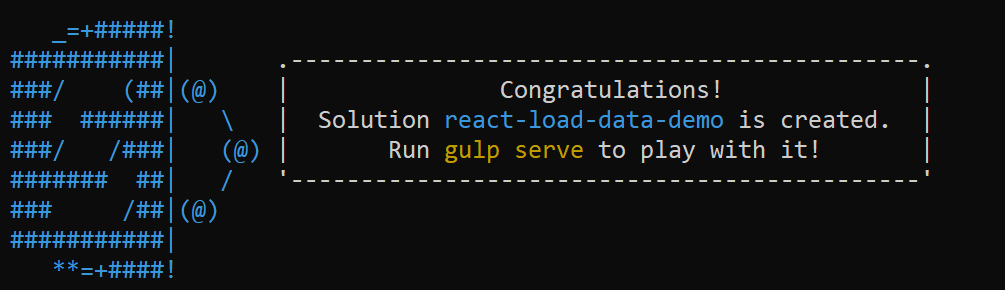 _=+#####!
###########|       .---------------------------------------------.
###/    (##|(@)    |               Congratulations!              |
###  ######|   \   |  Solution react-load-data-demo is created.  |
###/   /###|   (@) |       Run gulp serve to play with it!       |
#######  ##|   /   '---------------------------------------------'
###     /##|(@)
###########|
   **=+####!